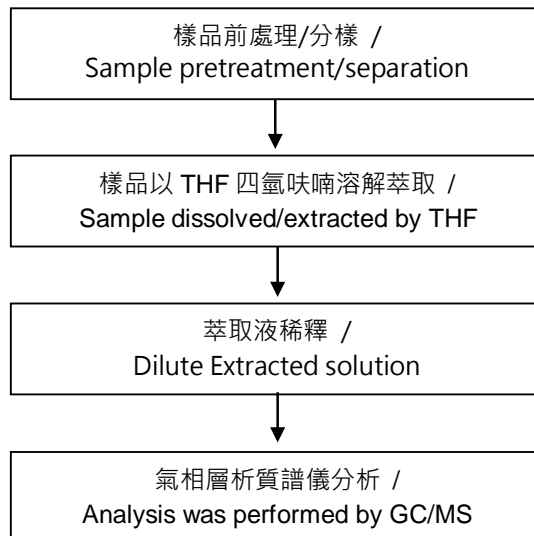 樣品前處理/分樣 /
Sample pretreatment/separation
樣品以 THF 四氫呋喃溶解萃取 /
Sample dissolved/extracted by THF
萃取液稀釋 /
Dilute Extracted solution
氣相層析質譜儀分析 /
Analysis was performed by GC/MS